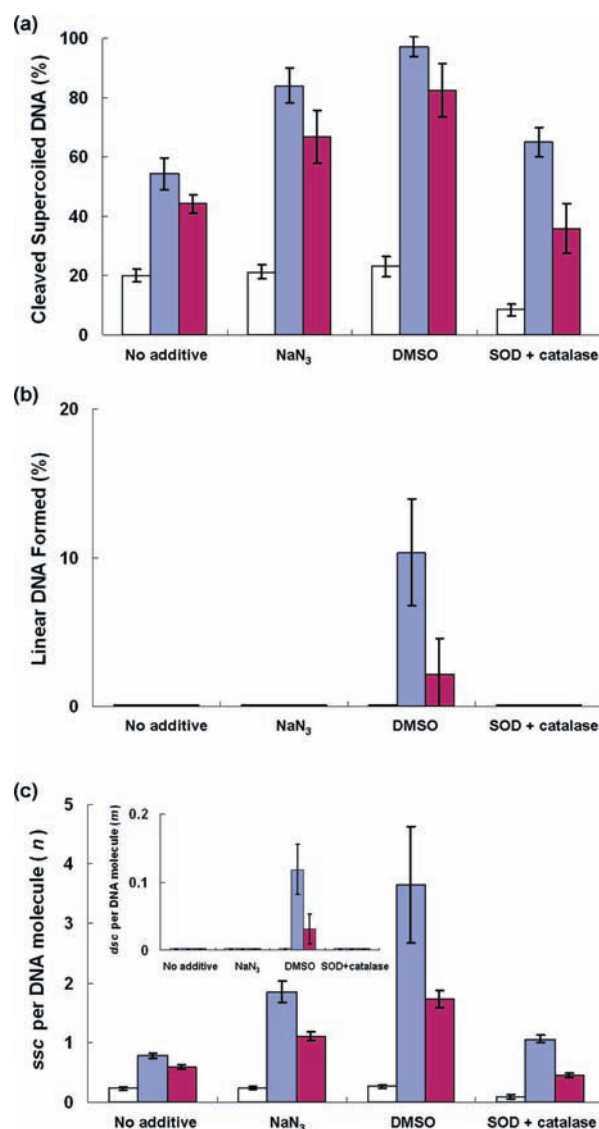 (a)
Cleaved Supercoiled DNA (%)
100
80
60
40
20
0
No additive NaN₃ DMSO SOD + catalase
(b)
Linear DNA Formed (%)
20
10
0
No additive NaN₃ DMSO SOD + catalase
(c)
ssc per DNA molecule (n)
5
4
3
2
1
0
dsc per DNA molecule (m)
0.2
0.1
0
No additive NaN₃ DMSO SOD+catalase
No additive NaN₃ DMSO SOD + catalase